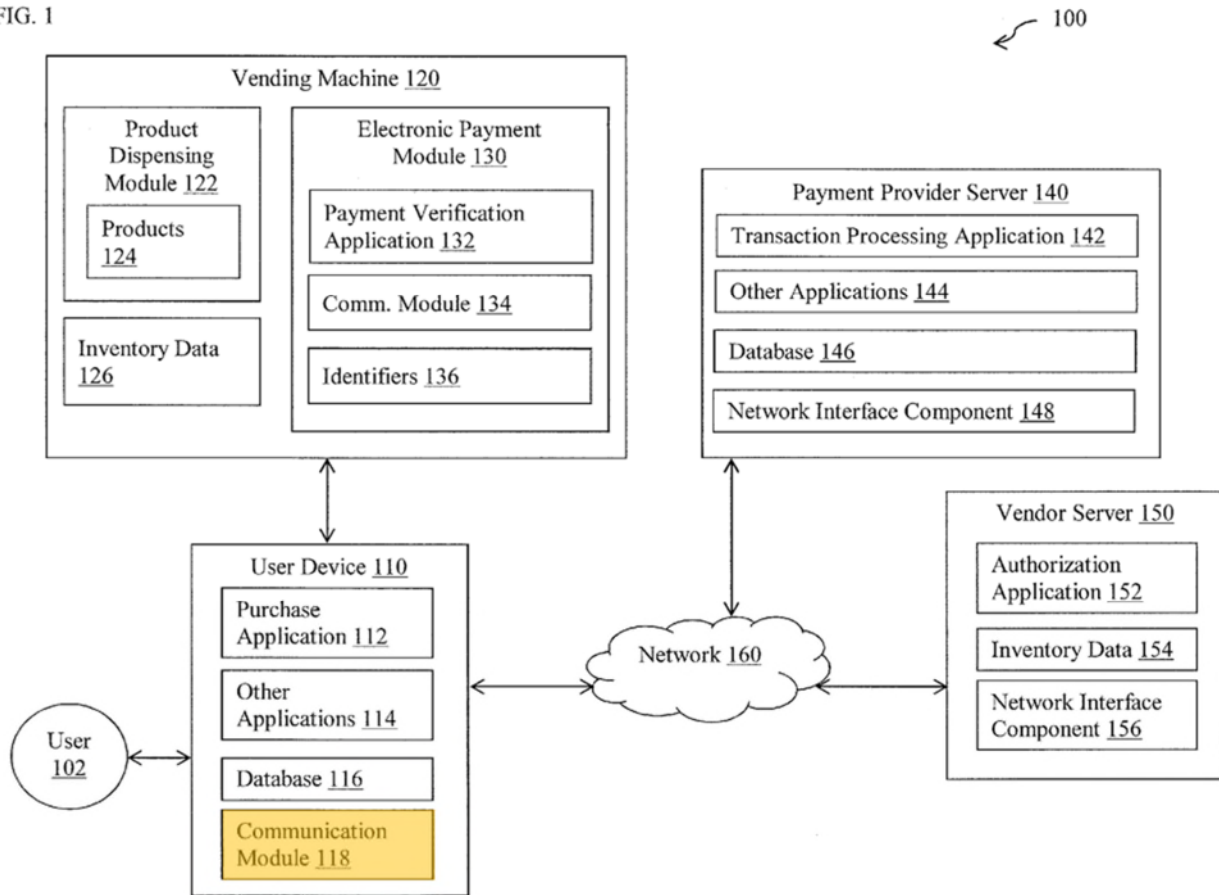 FIG. 1
100
Vending Machine 120
Product
Dispensing
Module 122
Products
124
Inventory Data
126
Electronic Payment
Module 130
Payment Verification
Application 132
Comm. Module 134
Identifiers 136
Payment Provider Server 140
Transaction Processing Application 142
Other Applications 144
Database 146
Network Interface Component 148
Vendor Server 150
Authorization
Application 152
Inventory Data 154
Network Interface
Component 156
User Device 110
Purchase
Application 112
Other
Applications 114
Database 116
Communication
Module 118
Network 160
User
102